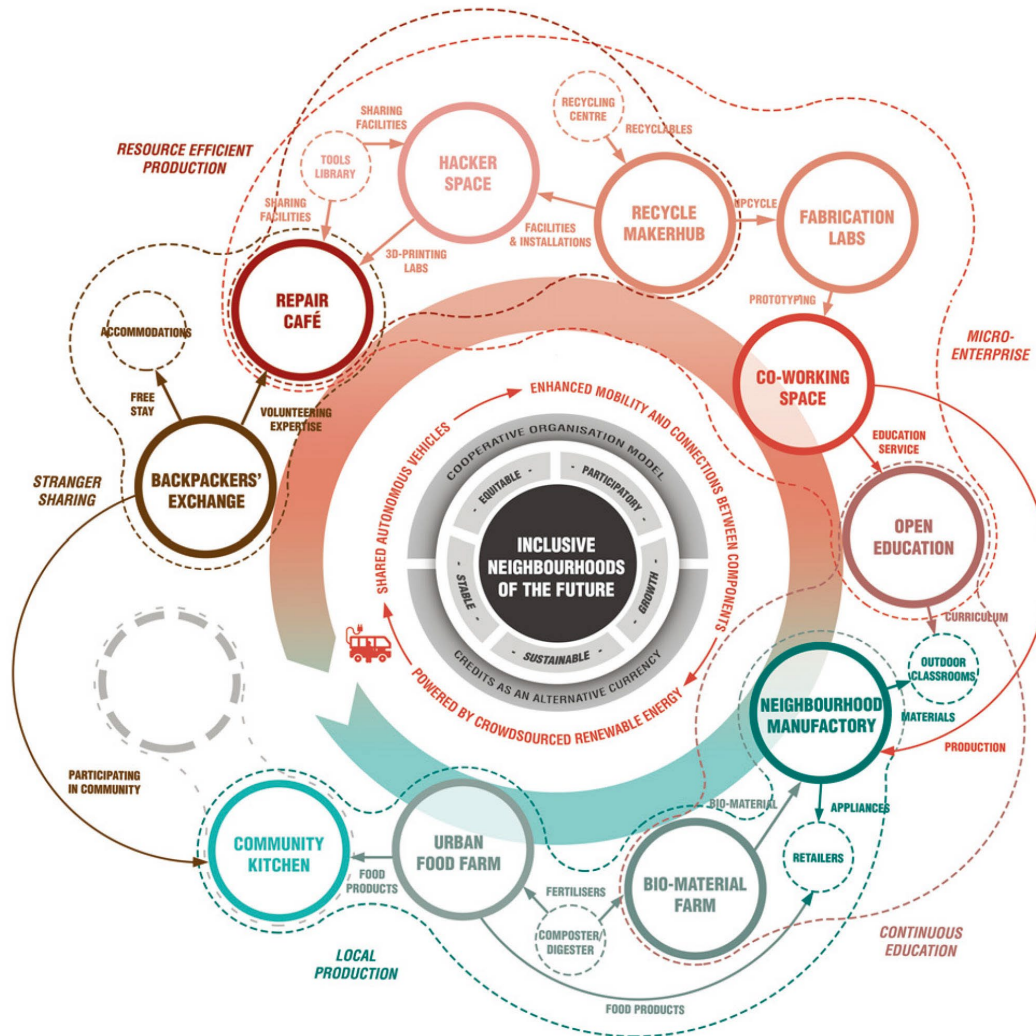 RESOURCE EFFICIENT
PRODUCTION
SHARING
FACILITIES
TOOLS
LIBRARY
SHARING
FACILITIES
HACKER
SPACE
3D-PRINTING
LABS
RECYCLING
CENTRE
RECYCLABLES
FACILITIES
& INSTALLATIONS
RECYCLE
MAKERHUB
UPCYCLE
FABRICATION
LABS
PROTOTYPING
REPAIR
CAFÉ
ACCOMMODATIONS
FREE
STAY
VOLUNTEERING
EXPERTISE
BACKPACKERS'
EXCHANGE
STRANGER
SHARING
MICRO-
ENTERPRISE
CO-WORKING
SPACE
EDUCATION
SERVICE
OPEN
EDUCATION
CURRICULUM
OUTDOOR
CLASSROOMS
MATERIALS
PRODUCTION
NEIGHBOURHOOD
MANUFACTORY
APPLIANCES
RETAILERS
SHARED AUTONOMOUS VEHICLES
ENHANCED MOBILITY AND CONNECTIONS BETWEEN COMPONENTS
POWERED BY CROWDSOURCED RENEWABLE ENERGY
COOPERATIVE ORGANISATION MODEL
- EQUITABLE -
- PARTICIPATORY -
- STABLE -
- GROWTH -
- SUSTAINABLE -
CREDITS AS AN ALTERNATIVE CURRENCY
INCLUSIVE
NEIGHBOURHOODS
OF THE FUTURE
PARTICIPATING
IN COMMUNITY
COMMUNITY
KITCHEN
FOOD
PRODUCTS
URBAN
FOOD FARM
FERTILISERS
COMPOSTER/
DIGESTER
BIO-MATERIAL
BIO-MATERIAL
FARM
FOOD PRODUCTS
LOCAL
PRODUCTION
CONTINUOUS
EDUCATION